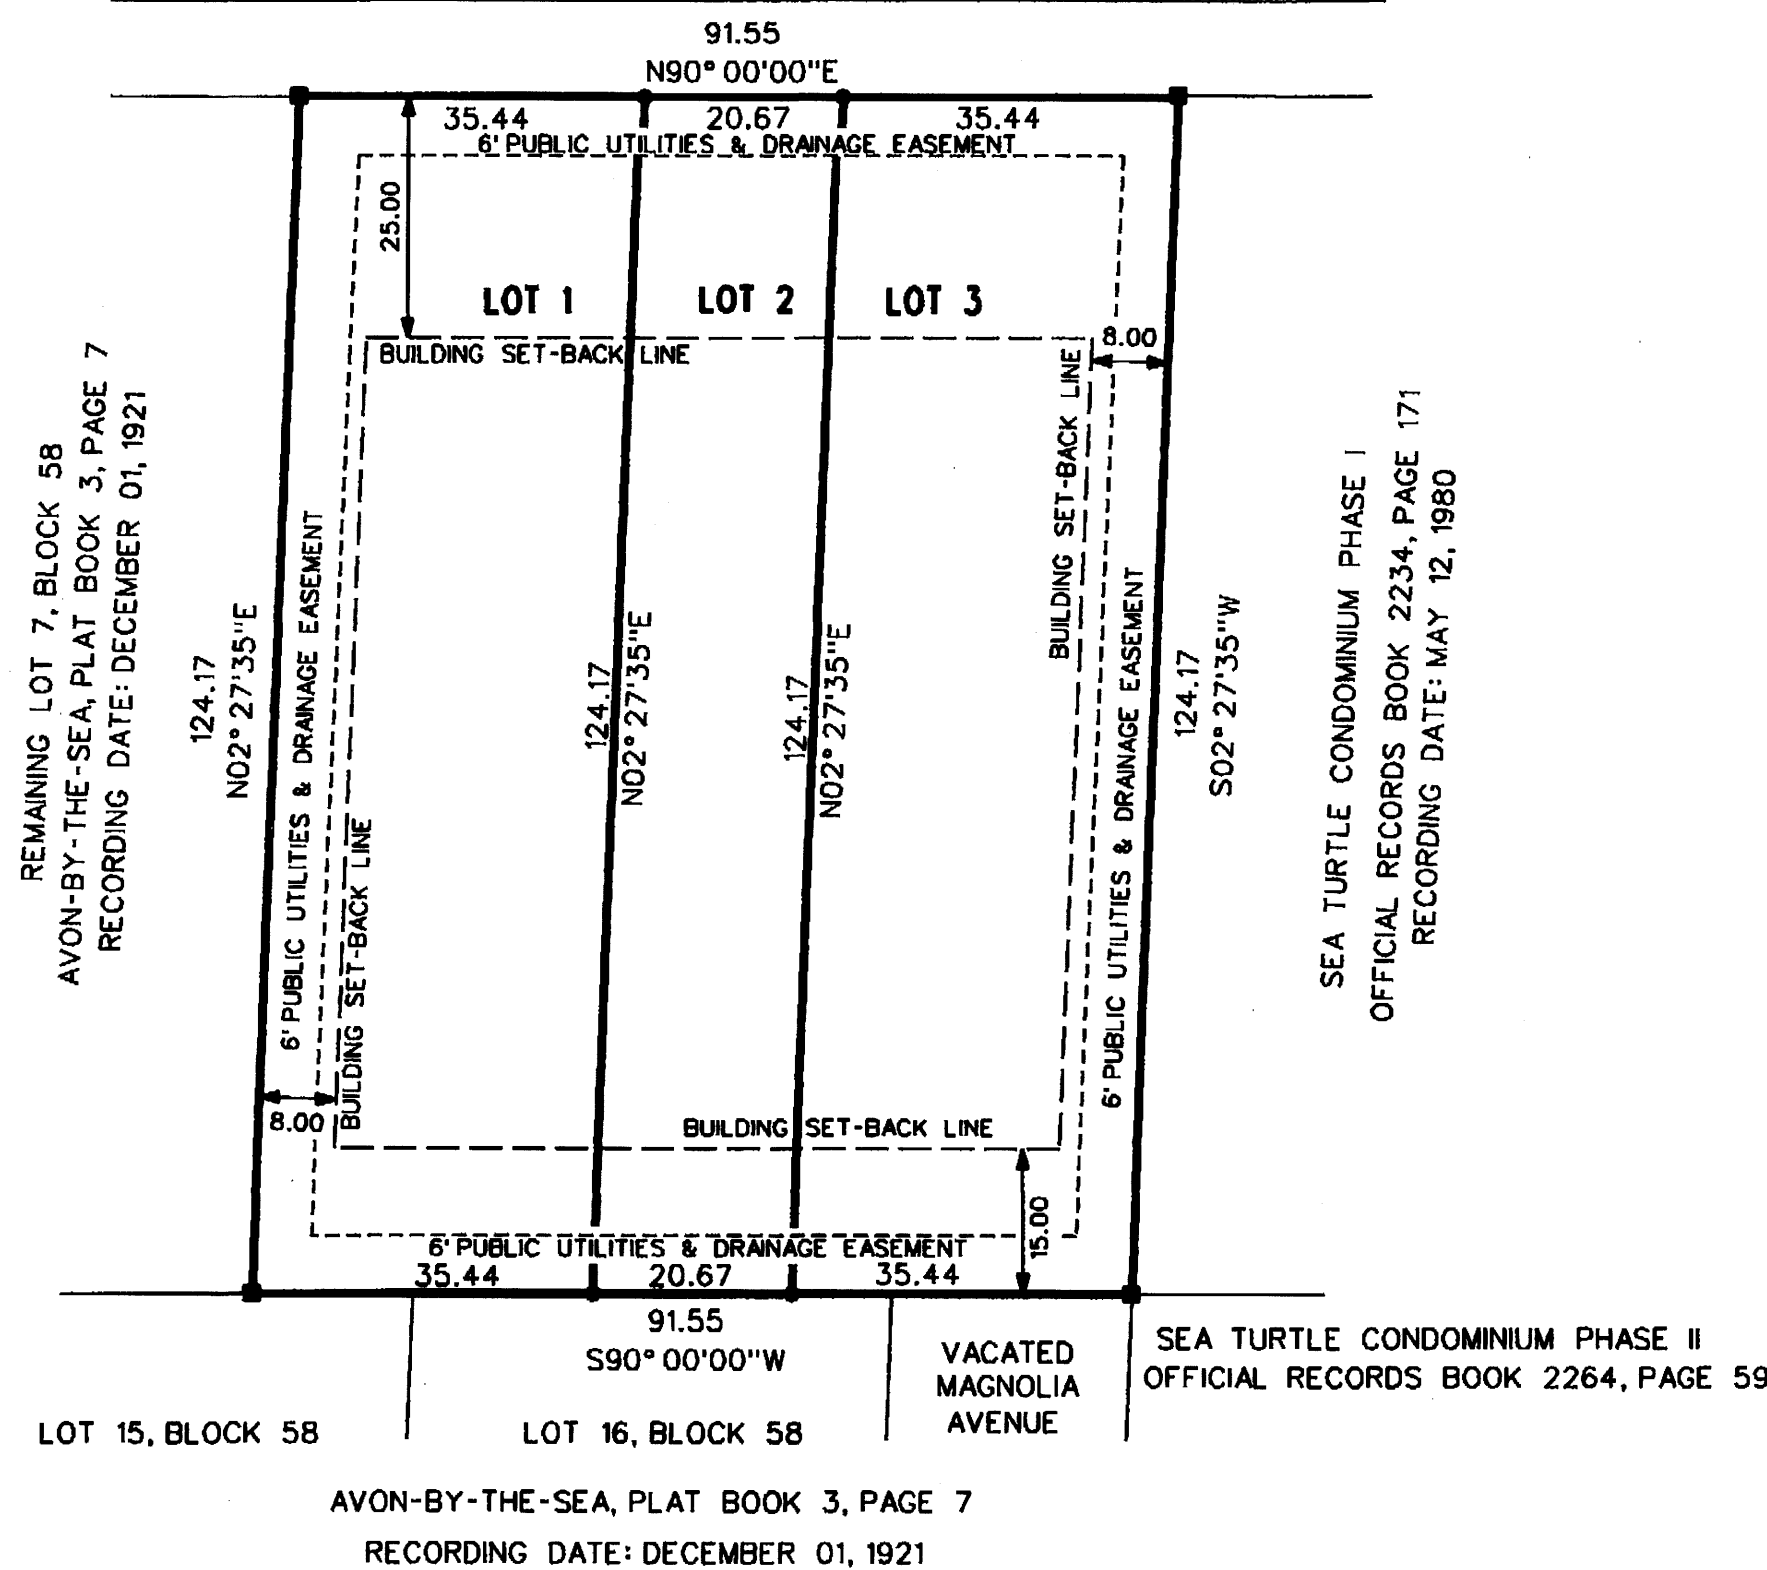 91.55
N90° 00'00"E
35.44
20.67
35.44
6' PUBLIC UTILITIES & DRAINAGE EASEMENT
25.00
LOT 1
LOT 2
LOT 3
BUILDING SET-BACK LINE
8.00
BUILDING SET-BACK LINE
REMAINING LOT 7, BLOCK 58
AVON-BY-THE-SEA, PLAT BOOK 3, PAGE 7
RECORDING DATE: DECEMBER 01, 1921
124.17
N02° 27'35"E
6' PUBLIC UTILITIES & DRAINAGE EASEMENT
BUILDING SET-BACK LINE
8.00
124.17
N02° 27'35"E
124.17
N02° 27'35"E
6' PUBLIC UTILITIES & DRAINAGE EASEMENT
124.17
S02° 27'35"W
SEA TURTLE CONDOMINIUM PHASE I
OFFICIAL RECORDS BOOK 2234, PAGE 171
RECORDING DATE: MAY 12, 1980
BUILDING SET-BACK LINE
15.00
6' PUBLIC UTILITIES & DRAINAGE EASEMENT
35.44
20.67
35.44
91.55
S90° 00'00"W
VACATED
MAGNOLIA
AVENUE
SEA TURTLE CONDOMINIUM PHASE II
OFFICIAL RECORDS BOOK 2264, PAGE 59
LOT 15, BLOCK 58
LOT 16, BLOCK 58
AVON-BY-THE-SEA, PLAT BOOK 3, PAGE 7
RECORDING DATE: DECEMBER 01, 1921